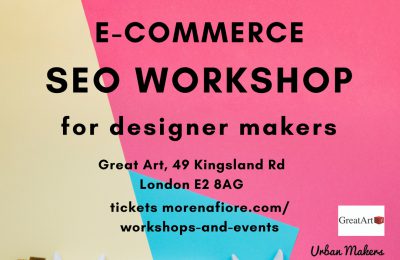 E-COMMERCE
SEO WORKSHOP
for designer makers
Great Art, 49 Kingsland Rd
London E2 8AG
tickets morenafiore.com/
workshops-and-events
GreatArt
Urban Makers